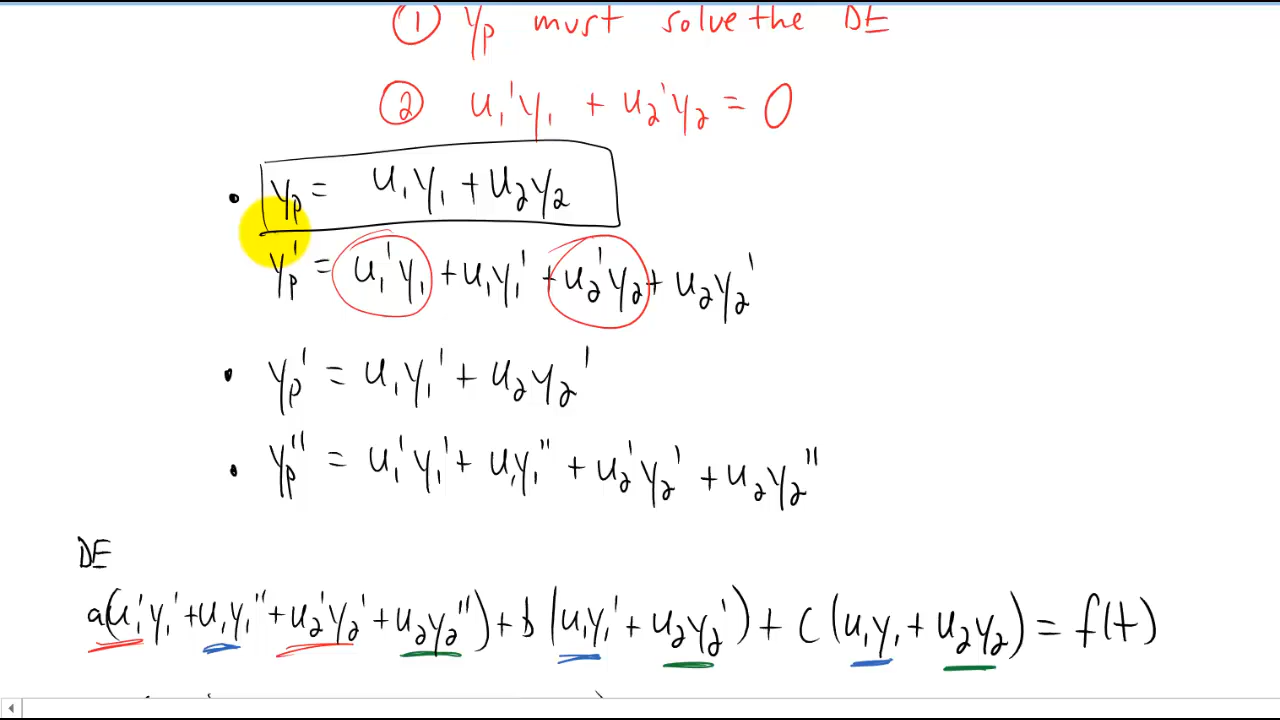 ① yp must solve the DE
② u₁'y₁ + u₂'y₂ = 0
• yp = u₁y₁ + u₂y₂
yp' = u₁'y₁ + u₁y₁' + u₂'y₂ + u₂y₂'
• yp' = u₁y₁' + u₂y₂'
• yp'' = u₁'y₁' + u₁y₁'' + u₂'y₂' + u₂y₂''
DE
a(u₁'y₁' + u₁y₁'' + u₂'y₂' + u₂y₂'') + b(u₁y₁' + u₂y₂') + c(u₁y₁ + u₂y₂) = f(t)